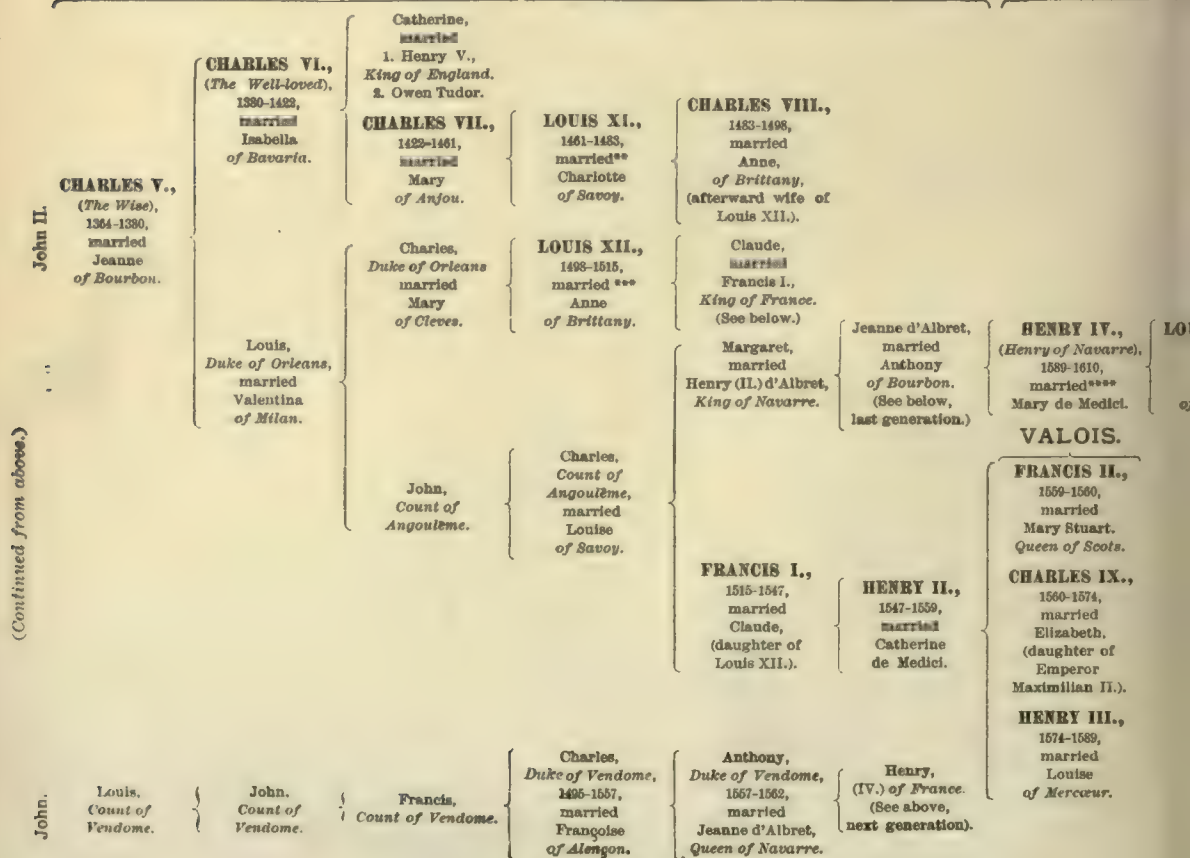 John II.
(Continued from above.)
John.
CHARLES V.,
(The Wise),
1364-1380,
married
Jeanne
of Bourbon.
CHARLES VI.,
(The Well-loved),
1380-1422,
married
Isabella
of Bavaria.
Louis,
Duke of Orleans,
married
Valentina
of Milan.
Catherine,
married
1. Henry V.,
King of England.
2. Owen Tudor.
CHARLES VII.,
1422-1461,
married
Mary
of Anjou.
Charles,
Duke of Orleans
married
Mary
of Cleves.
John,
Count of
Angoulême.
LOUIS XI.,
1461-1483,
married**
Charlotte
of Savoy.
LOUIS XII.,
1498-1515,
married ***
Anne
of Brittany.
Charles,
Count of
Angoulême,
married
Louise
of Savoy.
CHARLES VIII.,
1483-1498,
married
Anne,
of Brittany,
(afterward wife of
Louis XII.).
Claude,
married
Francis I.,
King of France.
(See below.)
Margaret,
married
Henry (II.) d'Albret,
King of Navarre.
FRANCIS I.,
1515-1547,
married
Claude,
(daughter of
Louis XII.).
Jeanne d'Albret,
married
Anthony
of Bourbon.
(See below,
last generation.)
HENRY II.,
1547-1559,
married
Catherine
de Medici.
HENRY IV.,
(Henry of Navarre),
1589-1610,
married****
Mary de Medici.
LO
VALOIS.
FRANCIS II.,
1559-1560,
married
Mary Stuart.
Queen of Scots.
CHARLES IX.,
1560-1574,
married
Elizabeth,
(daughter of
Emperor
Maximilian II.).
HENRY III.,
1574-1589,
married
Louise
of Mercœur.
Louis,
Count of
Vendome.
John.
Count of
Vendome.
Francis,
Count of Vendome.
Charles,
Duke of Vendome,
1495-1557,
married
Françoise
of Alençon.
Anthony,
Duke of Vendome,
1557-1562,
married
Jeanne d'Albret,
Queen of Navarre.
Henry,
(IV.) of France.
(See above,
next generation).